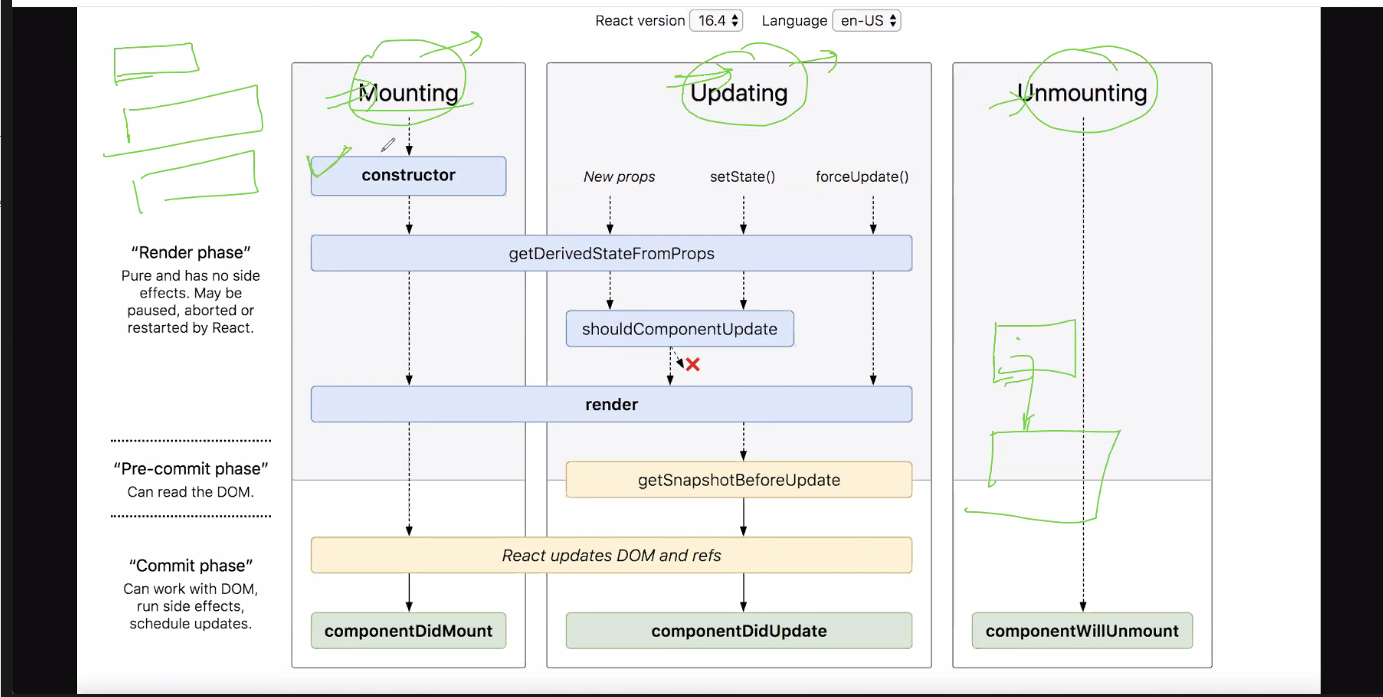 React version 16.4 Language en-US
Mounting
Updating
Unmounting
constructor
New props
setState()
forceUpdate()
"Render phase"
Pure and has no side
effects. May be
paused, aborted or
restarted by React.
getDerivedStateFromProps
shouldComponentUpdate
render
"Pre-commit phase"
Can read the DOM.
getSnapshotBeforeUpdate
React updates DOM and refs
"Commit phase"
Can work with DOM,
run side effects,
schedule updates.
componentDidMount
componentDidUpdate
componentWillUnmount